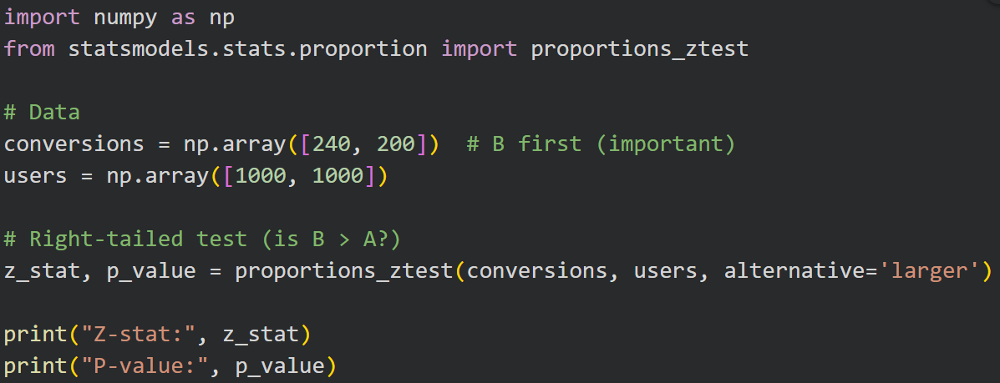 import numpy as np
from statsmodels.stats.proportion import proportions_ztest
# Data
conversions = np.array([240, 200])  # B first (important)
users = np.array([1000, 1000])
# Right-tailed test (is B > A?)
z_stat, p_value = proportions_ztest(conversions, users, alternative='larger')
print("Z-stat:", z_stat)
print("P-value:", p_value)